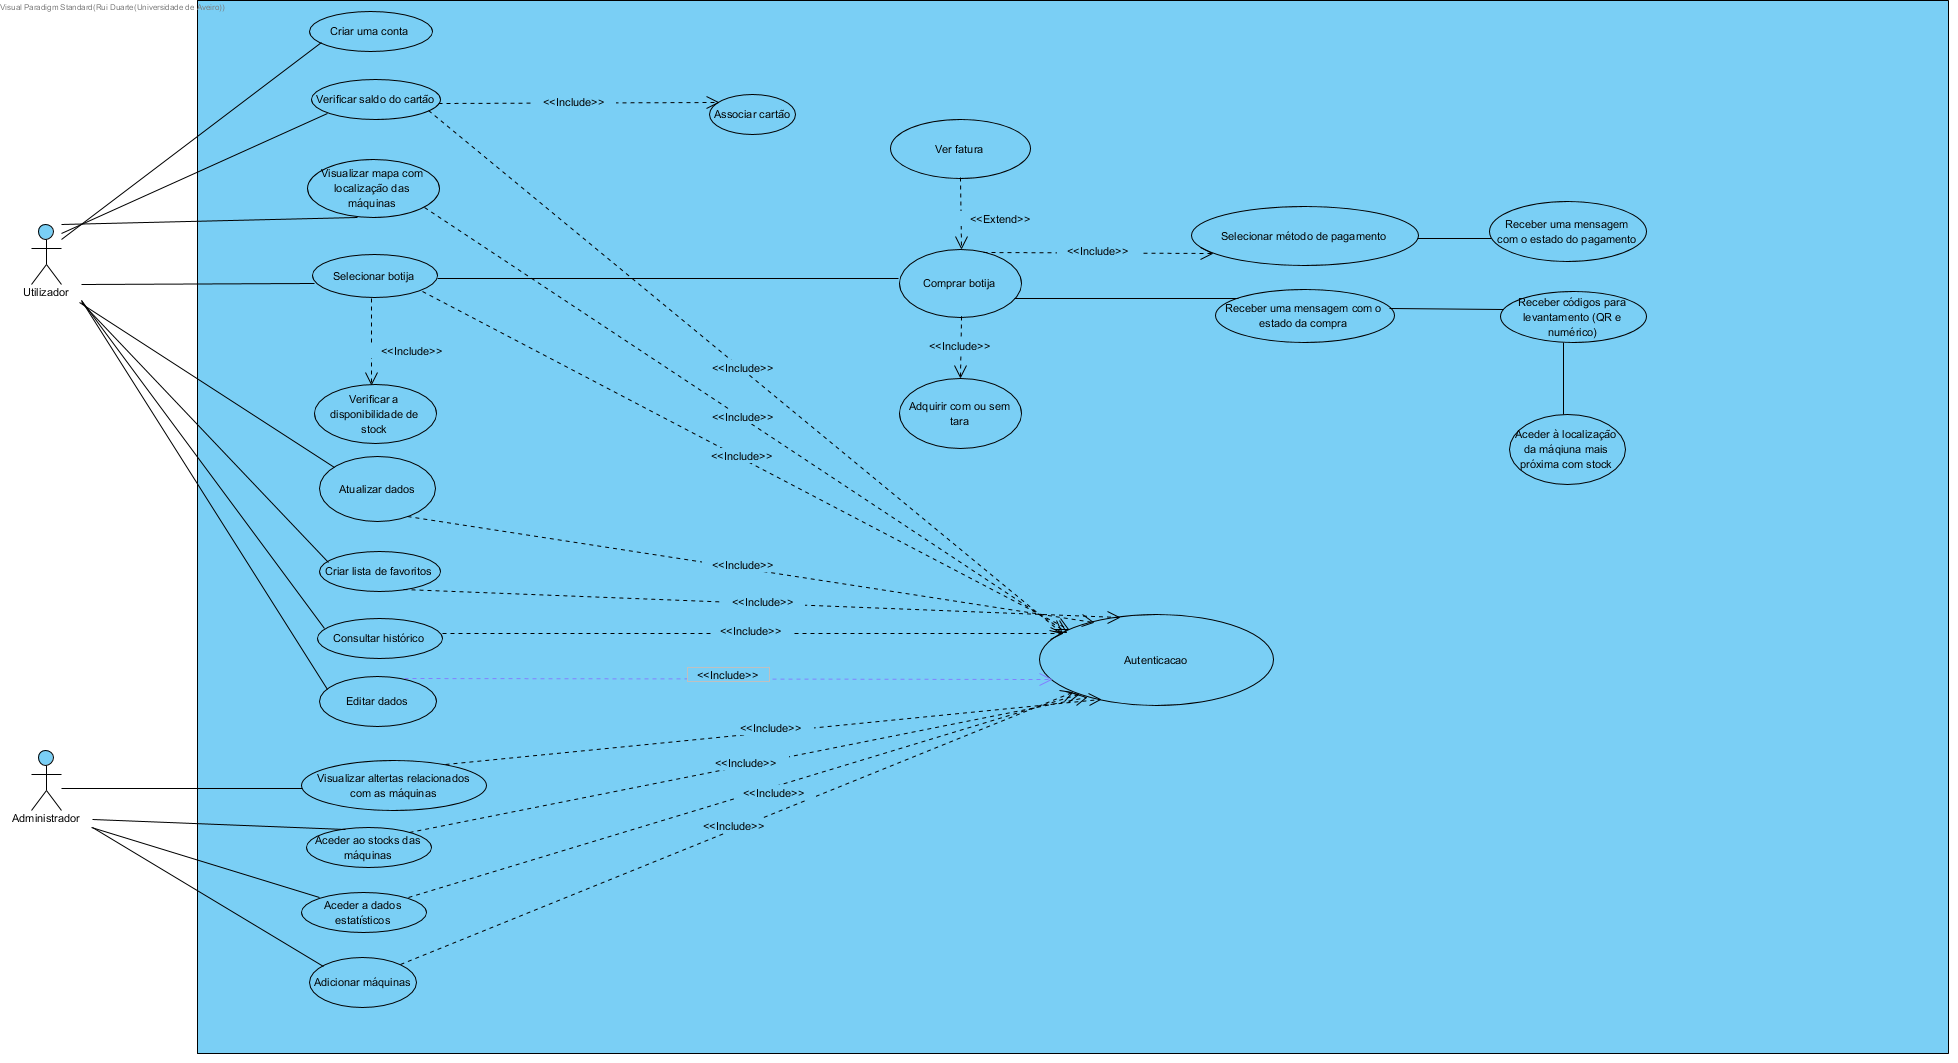 Visual Paradigm Standard(Rui Duarte(Universidade de Aveiro))
Criar uma conta
Verificar saldo do cartão
<<Include>>
Associar cartão
Ver fatura
Visualizar mapa com
localização das
máquinas
<<Extend>>
Selecionar método de pagamento
Receber uma mensagem
com o estado do pagamento
Utilizador
Selecionar botija
<<Include>>
Comprar botija
Receber uma mensagem com o
estado da compra
Receber códigos para
levantamento (QR e
numérico)
<<Include>>
<<Include>>
<<Include>>
Verificar a
disponibilidade de
stock
<<Include>>
<<Include>>
Adquirir com ou sem
tara
Aceder à localização
da máqiuna mais
próxima com stock
Atualizar dados
<<Include>>
Criar lista de favoritos
<<Include>>
Consultar histórico
<<Include>>
Autenticacao
Editar dados
<<Include>>
Administrador
<<Include>>
Visualizar altertas relacionados
com as máquinas
<<Include>>
Aceder ao stocks das
máquinas
<<Include>>
Aceder a dados
estatísticos
<<Include>>
Adicionar máquinas